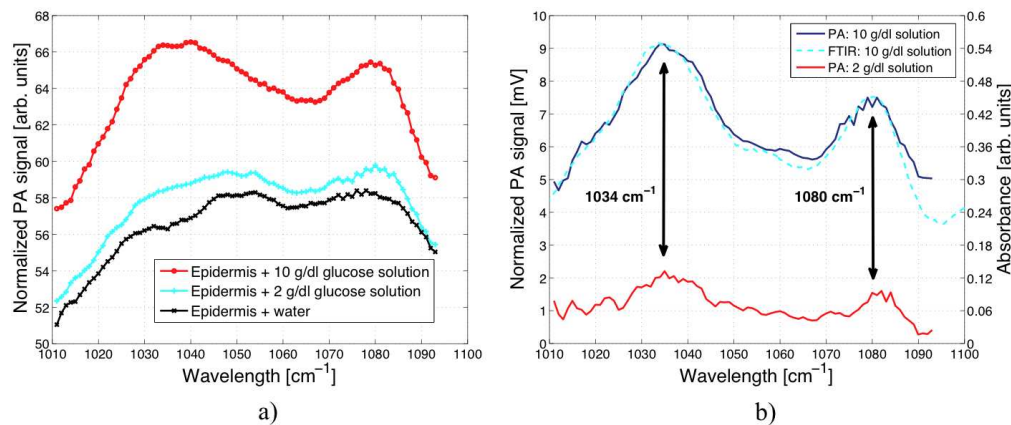 68
66
64
62
60
58
56
54
52
50
Normalized PA signal [arb. units]
Epidermis + 10 g/dl glucose solution
Epidermis + 2 g/dl glucose solution
Epidermis + water
1010 1020 1030 1040 1050 1060 1070 1080 1090 1100
Wavelength [cm⁻¹]
a)
10
9
8
7
6
5
4
3
2
1
0
Normalized PA signal [mV]
PA: 10 g/dl solution
FTIR: 10 g/dl solution
PA: 2 g/dl solution
1034 cm⁻¹
1080 cm⁻¹
0.6
0.54
0.48
0.42
0.36
0.3
0.24
0.18
0.12
0.06
0
Absorbance [arb. units]
1010 1020 1030 1040 1050 1060 1070 1080 1090 1100
Wavelength [cm⁻¹]
b)